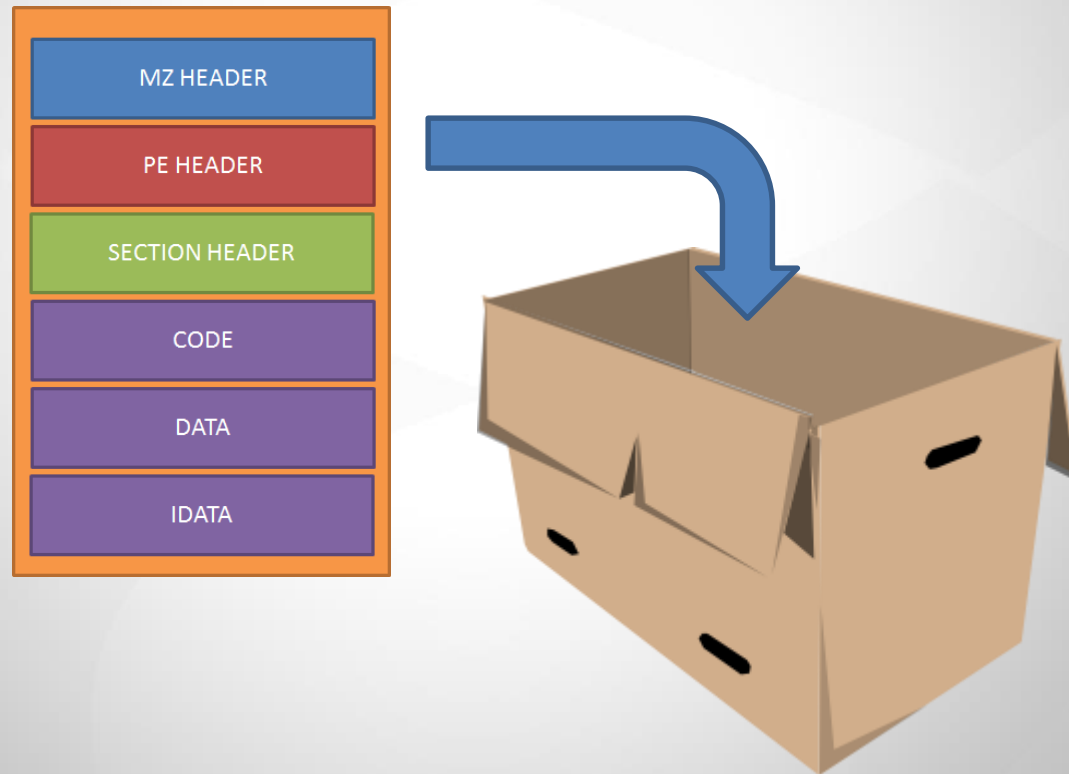 MZ HEADER
PE HEADER
SECTION HEADER
CODE
DATA
IDATA